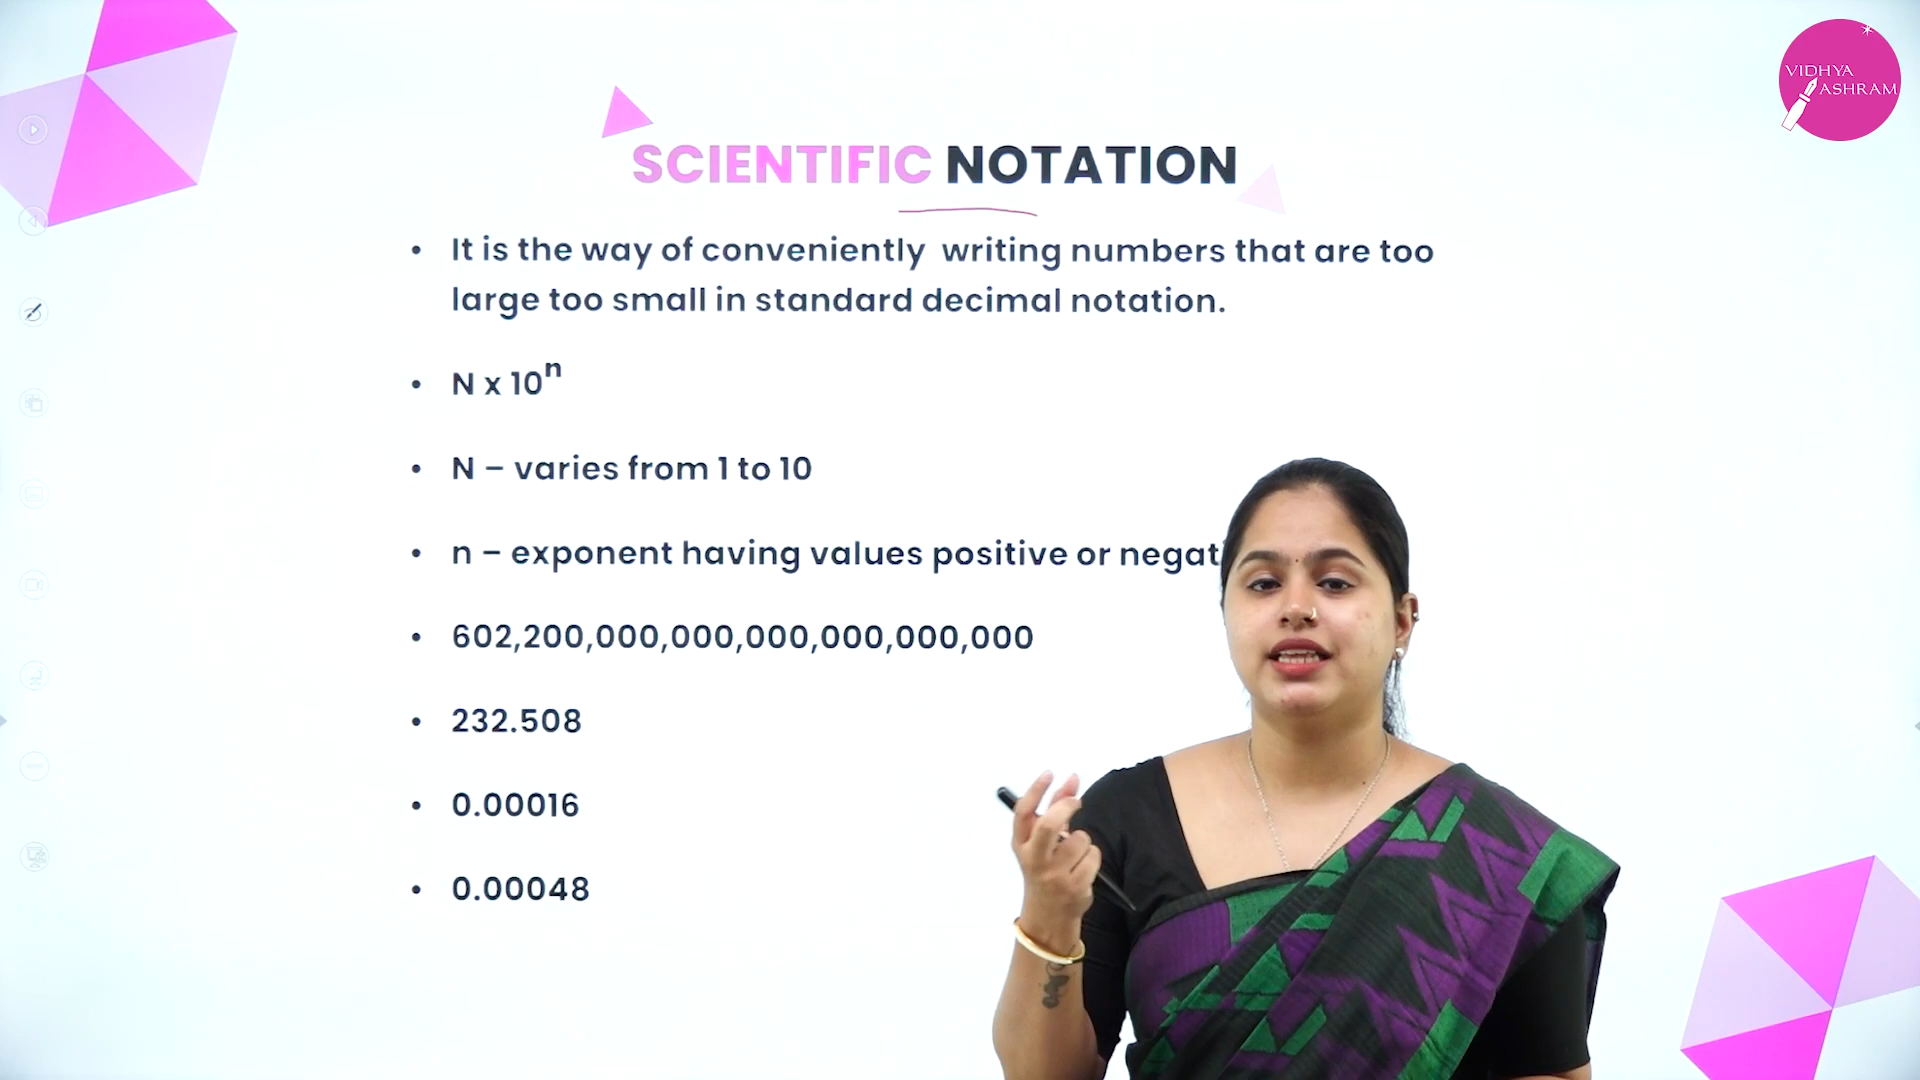 VIDHYA
ASHRAM
SCIENTIFIC NOTATION
• It is the way of conveniently writing numbers that are too
large too small in standard decimal notation.
• N x 10ⁿ
• N – varies from 1 to 10
• n – exponent having values positive or negati
• 602,200,000,000,000,000,000,000
• 232.508
• 0.00016
• 0.00048